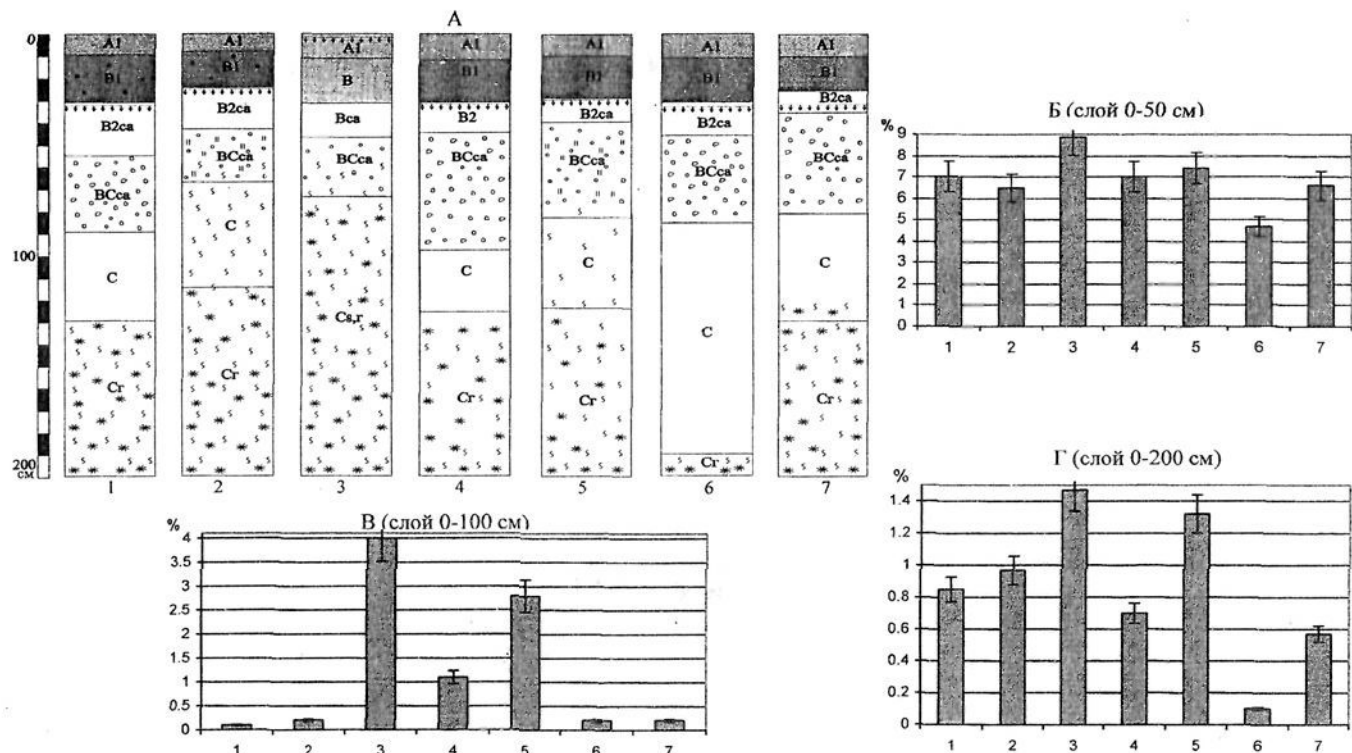 А
0
100
200
см
A1
B1
B2ca
BCca
C
Cr
1
A1
B1
B2ca
BCca
C
Cr
2
A1
B
Bca
BCca
Cs,r
3
A1
B1
B2
BCca
C
Cr
4
A1
B1
B2ca
BCca
C
Cr
5
A1
B1
B2ca
BCca
C
Cr
6
A1
B1
B2ca
BCca
C
Cr
7
Б (слой 0-50 см)
%
9
8
7
6
5
4
3
2
1
0
1 2 3 4 5 6 7
В (слой 0-100 см)
%
4
3.5
3
2.5
2
1.5
1
0.5
0
1 2 3 4 5 6 7
Г (слой 0-200 см)
%
1.4
1.2
1
0.8
0.6
0.4
0.2
0
1 2 3 4 5 6 7